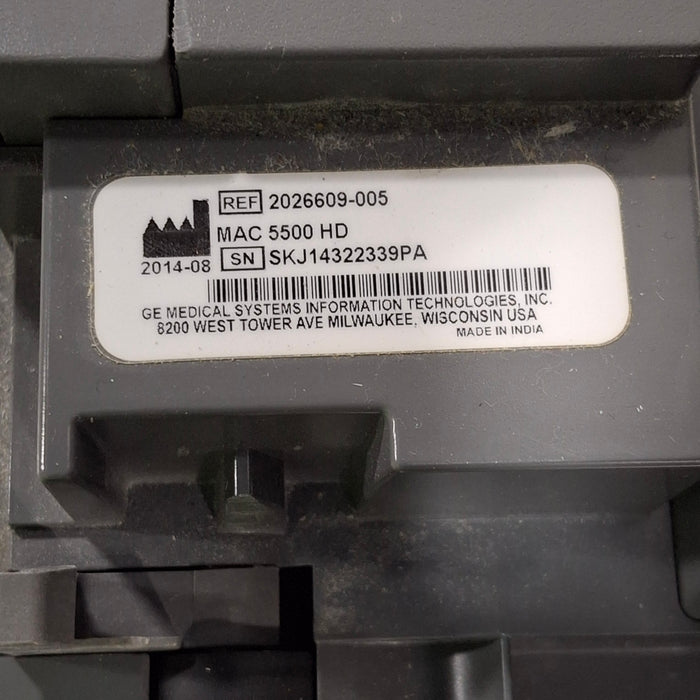 REF 2026609-005
MAC 5500 HD
2014-08 SN SKJ14322339PA
GE MEDICAL SYSTEMS INFORMATION TECHNOLOGIES, INC.
8200 WEST TOWER AVE MILWAUKEE, WISCONSIN USA
MADE IN INDIA